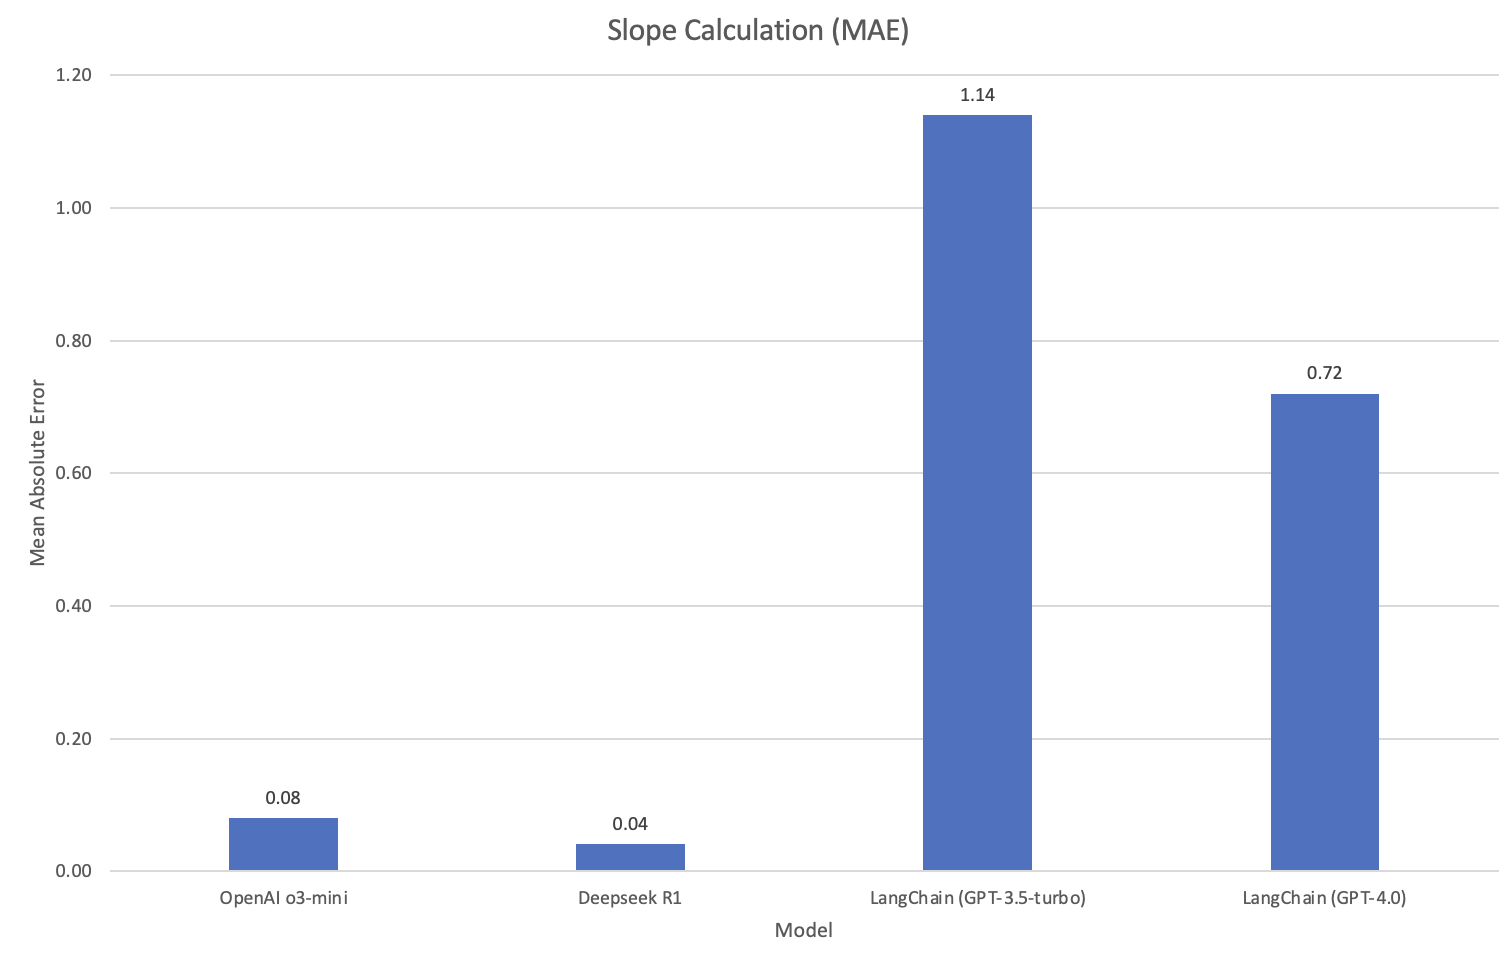 Slope Calculation (MAE)
1.20
1.00
0.80
0.60
0.40
0.20
0.00
Mean Absolute Error
0.08
0.04
1.14
0.72
OpenAI o3-mini
Deepseek R1
LangChain (GPT-3.5-turbo)
LangChain (GPT-4.0)
Model